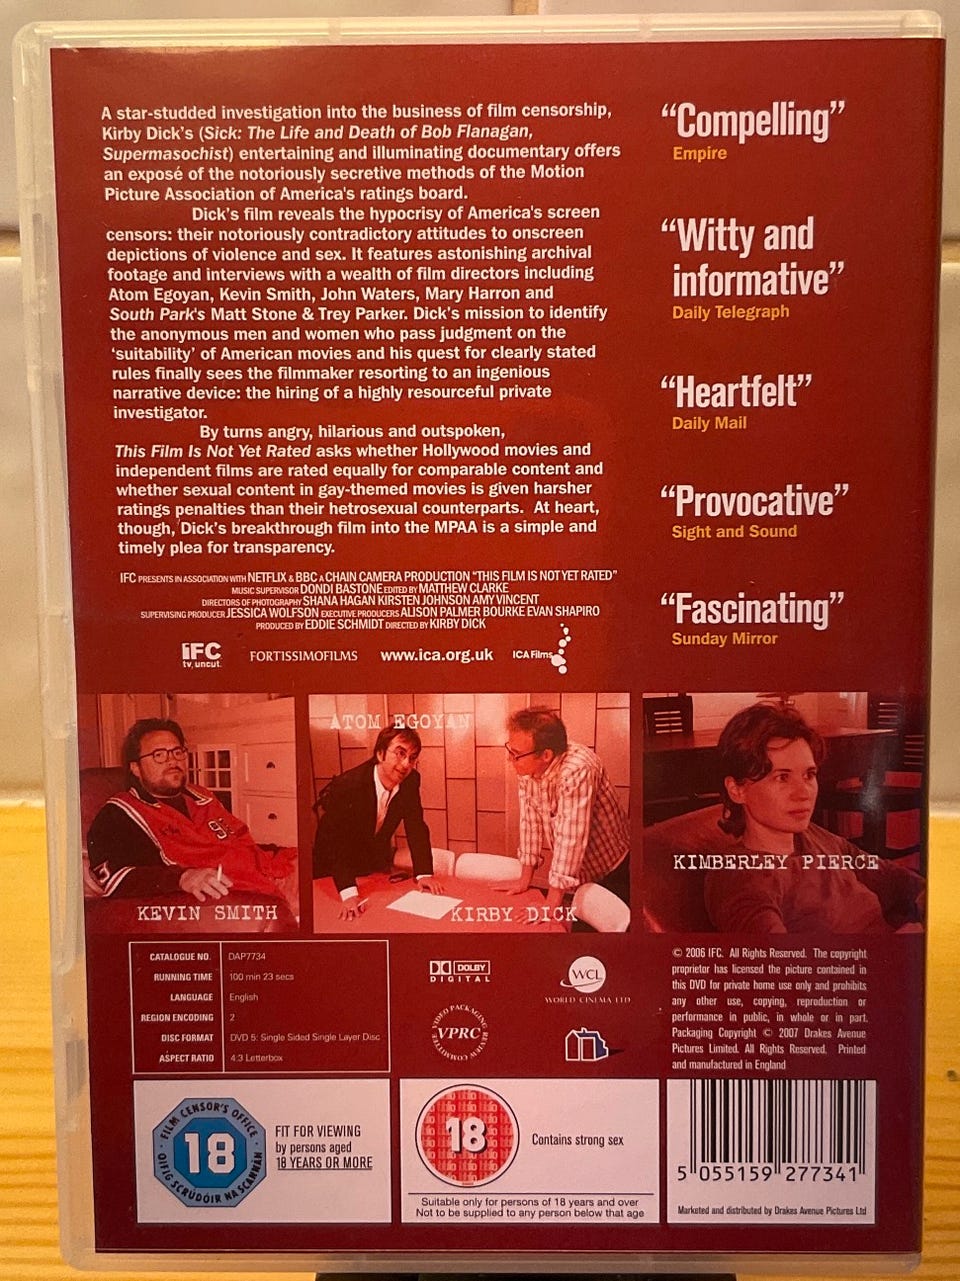 A star-studded investigation into the business of film censorship,
Kirby Dick's (Sick: The Life and Death of Bob Flanagan,
Supermasochist) entertaining and illuminating documentary offers
an exposé of the notoriously secretive methods of the Motion
Picture Association of America's ratings board.
Dick's film reveals the hypocrisy of America's screen
censors: their notoriously contradictory attitudes to onscreen
depictions of violence and sex. It features astonishing archival
footage and interviews with a wealth of film directors including
Atom Egoyan, Kevin Smith, John Waters, Mary Harron and
South Park's Matt Stone & Trey Parker. Dick's mission to identify
the anonymous men and women who pass judgment on the
'suitability' of American movies and his quest for clearly stated
rules finally sees the filmmaker resorting to an ingenious
narrative device: the hiring of a highly resourceful private
investigator.
By turns angry, hilarious and outspoken,
This Film Is Not Yet Rated asks whether Hollywood movies and
independent films are rated equally for comparable content and
whether sexual content in gay-themed movies is given harsher
ratings penalties than their hetrosexual counterparts. At heart,
though, Dick's breakthrough film into the MPAA is a simple and
timely plea for transparency.
"Compelling"
Empire
"Witty and
informative"
Daily Telegraph
"Heartfelt"
Daily Mail
"Provocative"
Sight and Sound
"Fascinating"
Sunday Mirror
IFC PRESENTS IN ASSOCIATION WITH NETFLIX & BBC A CHAIN CAMERA PRODUCTION "THIS FILM IS NOT YET RATED"
MUSIC SUPERVISOR DONDI BASTONE EDITED BY MATTHEW CLARKE
DIRECTORS OF PHOTOGRAPHY SHANA HAGAN KIRSTEN JOHNSON AMY VINCENT
SUPERVISING PRODUCER JESSICA WOLFSON EXECUTIVE PRODUCERS ALISON PALMER BOURKE EVAN SHAPIRO
PRODUCED BY EDDIE SCHMIDT DIRECTED BY KIRBY DICK
IFC
tv, uncut.
FORTISSIMOFILMS
www.ica.org.uk
ICA Films
ATOM EGOYAN
KEVIN SMITH
KIRBY DICK
KIMBERLEY PIERCE
CATALOGUE NO. DAP7734
RUNNING TIME 100 min 23 secs
LANGUAGE English
REGION ENCODING 2
DISC FORMAT DVD 5: Single Sided Single Layer Disc
ASPECT RATIO 4:3 Letterbox
DOLBY
DIGITAL
WCL
WORLD CINEMA LTD
VIDEO PACKAGING REVIEW COMMITTEE
VPRC
© 2006 IFC. All Rights Reserved. The copyright
proprietor has licensed the picture contained in
this DVD for private home use only and prohibits
any other use, copying, reproduction or
performance in public, in whole or in part.
Packaging Copyright © 2007 Drakes Avenue
Pictures Limited. All Rights Reserved. Printed
and manufactured in England
FILM CENSOR'S OFFICE
18
OIFIG SCRÚDÓIR NA SCANNÁN
FIT FOR VIEWING
by persons aged
18 YEARS OR MORE
18
Contains strong sex
Suitable only for persons of 18 years and over
Not to be supplied to any person below that age
5 055159 277341
Marketed and distributed by Drakes Avenue Pictures Ltd